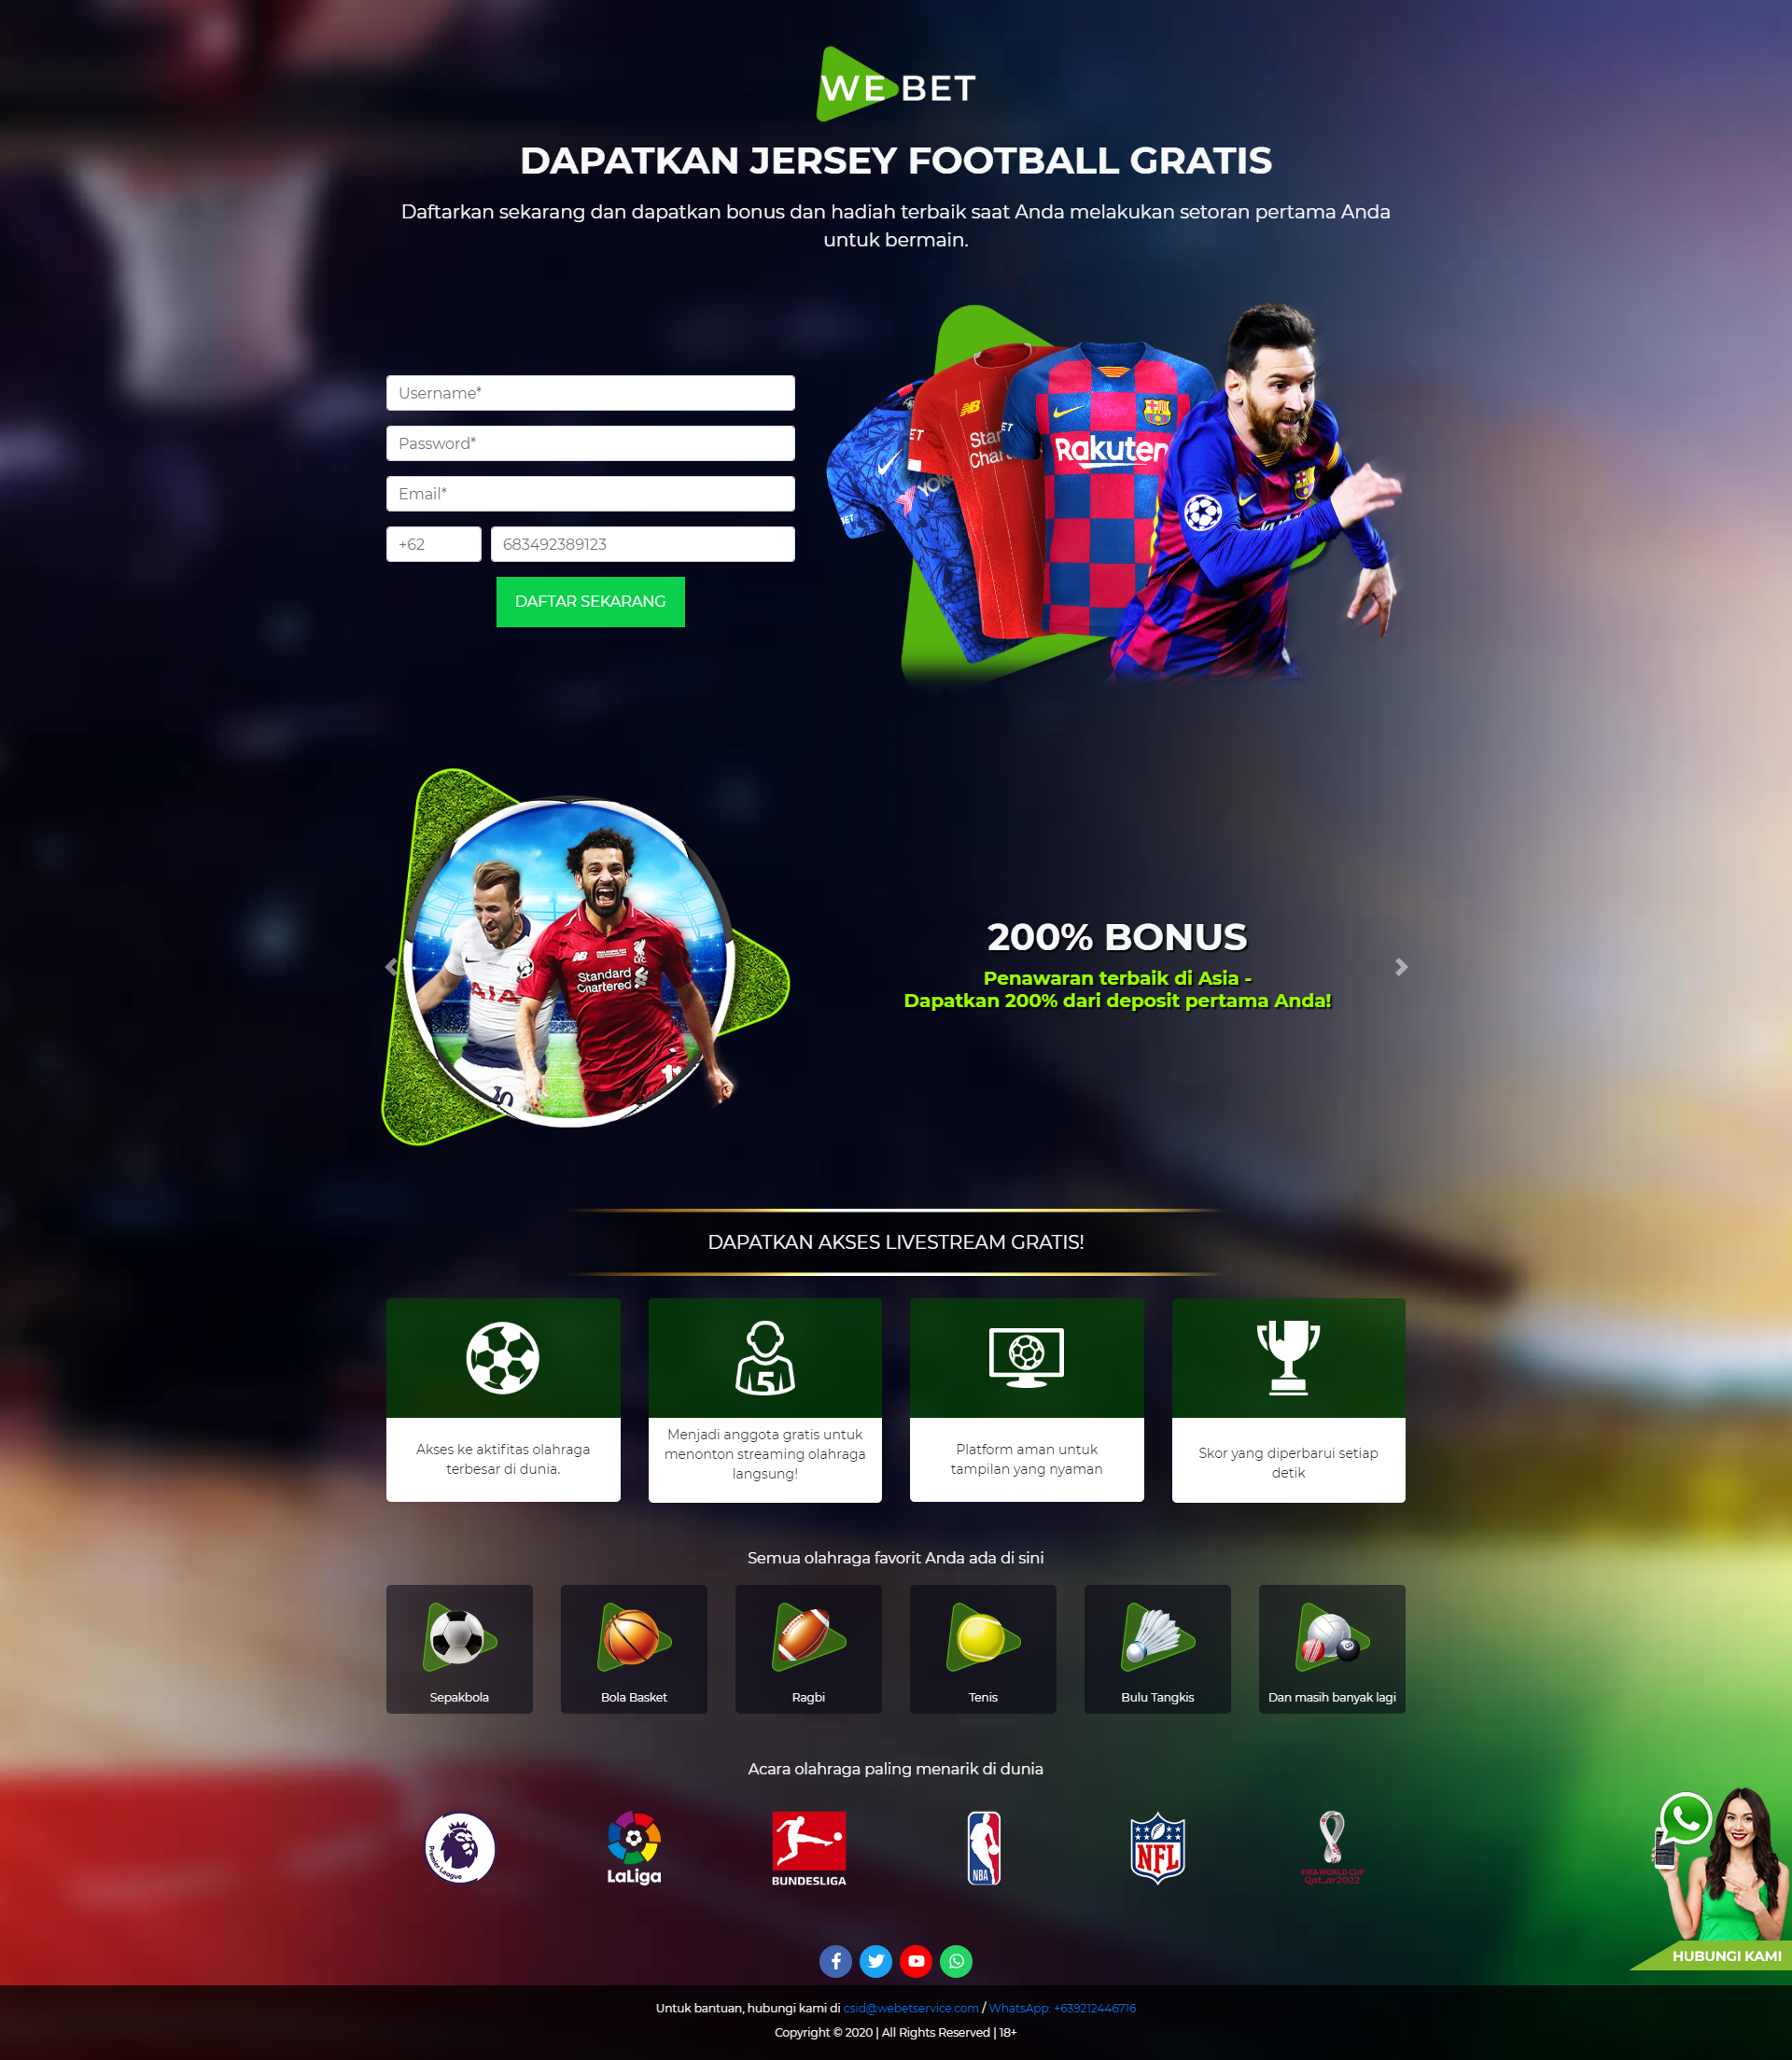 WE BET
DAPATKAN JERSEY FOOTBALL GRATIS
Daftarkan sekarang dan dapatkan bonus dan hadiah terbaik saat Anda melakukan setoran pertama Anda
untuk bermain.
Username*
Password*
Email*
+62
683492389123
DAFTAR SEKARANG
NB
Rakuten
AIA
NB
Standard
Chartered
200% BONUS
Penawaran terbaik di Asia -
Dapatkan 200% dari deposit pertama Anda!
DAPATKAN AKSES LIVESTREAM GRATIS!
5
Akses ke aktifitas olahraga
terbesar di dunia.
Menjadi anggota gratis untuk
menonton streaming olahraga
langsung!
Platform aman untuk
tampilan yang nyaman
Skor yang diperbarui setiap
detik
Semua olahraga favorit Anda ada di sini
Sepakbola
Bola Basket
Ragbi
Tenis
Bulu Tangkis
Dan masih banyak lagi
Acara olahraga paling menarik di dunia
Premier League
LaLiga
BUNDESLIGA
NBA
NFL
FIFA WORLD CUP
Qatar2022
HUBUNGI KAMI
Untuk bantuan, hubungi kami di csid@webetservice.com / WhatsApp: +639212446716
Copyright © 2020 | All Rights Reserved | 18+